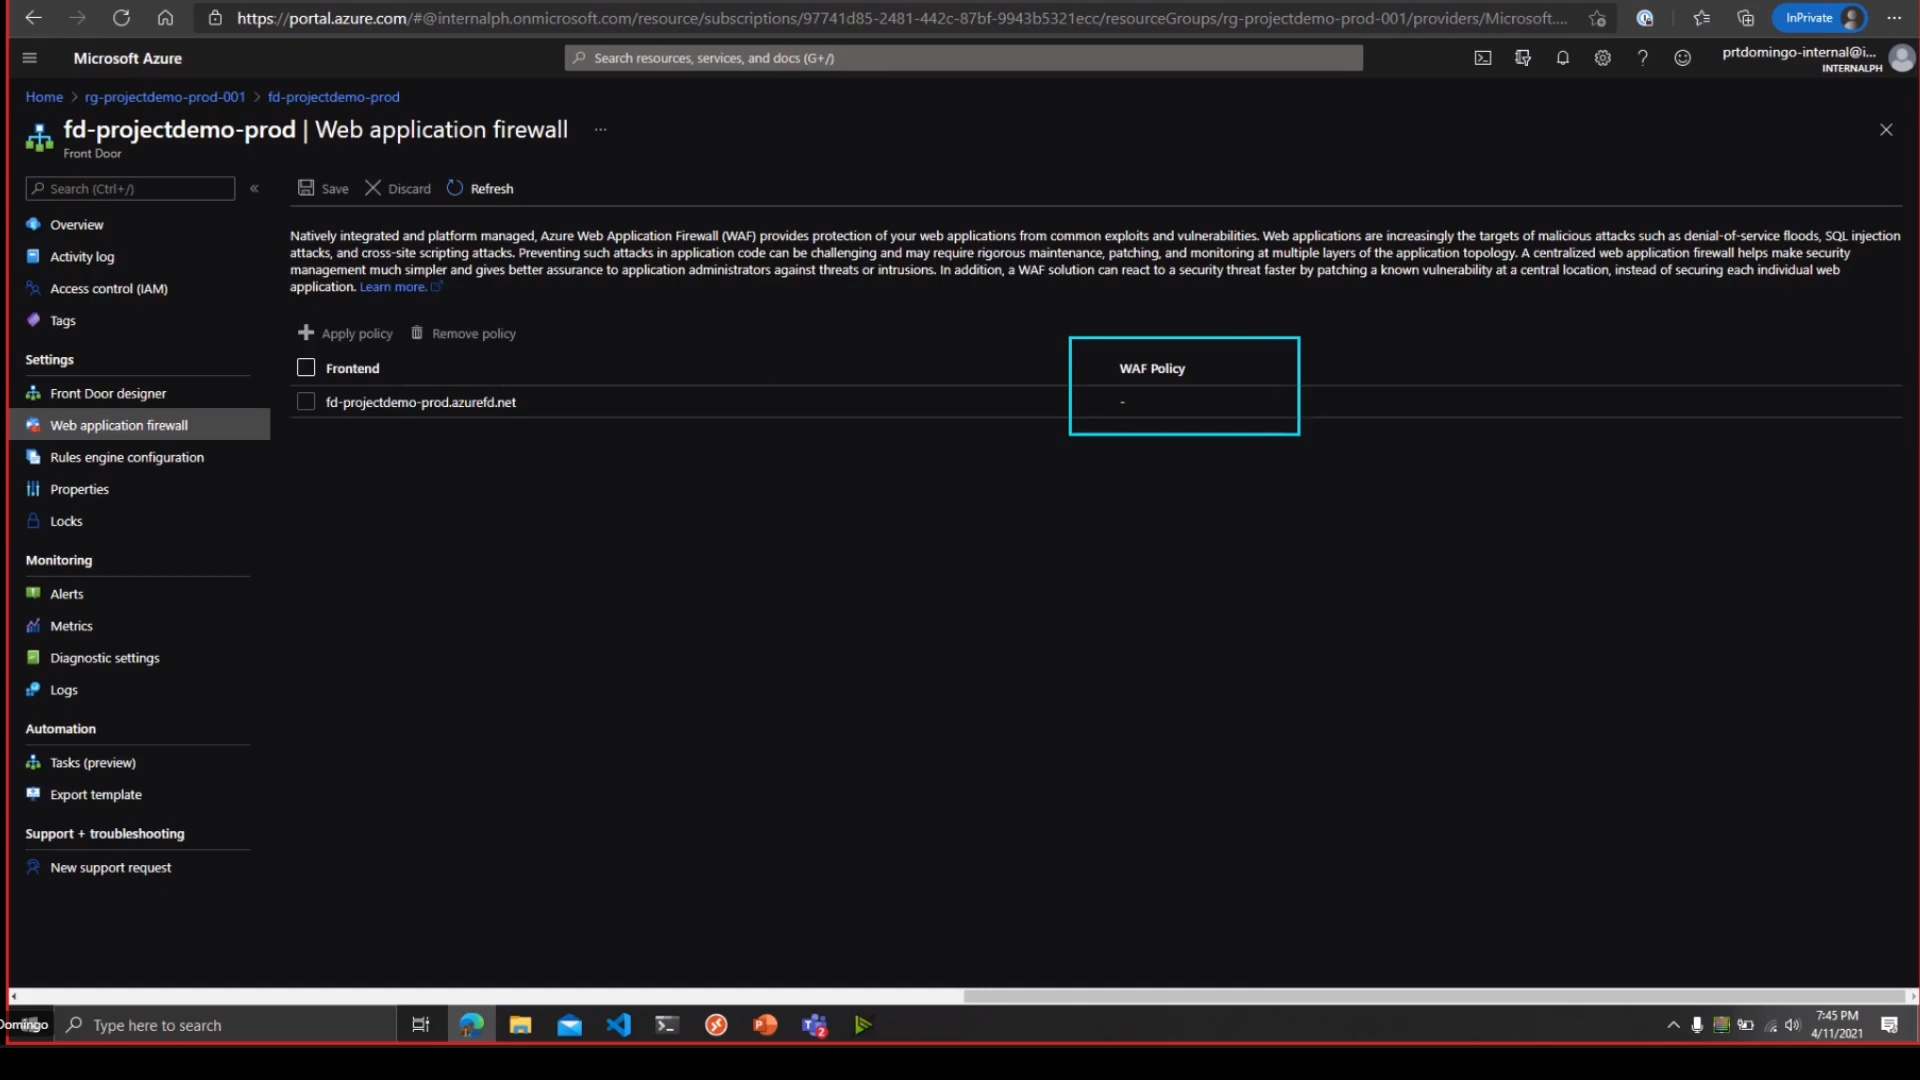 https://portal.azure.com/#@internalph.onmicrosoft.com/resource/subscriptions/97741d85-2481-442c-87bf-9943b5321ecc/resourceGroups/rg-projectdemo-prod-001/providers/Microsoft....
InPrivate
Microsoft Azure
Search resources, services, and docs (G+/)
prtdomingo-internal@i...
INTERNALPH
Home > rg-projectdemo-prod-001 > fd-projectdemo-prod
fd-projectdemo-prod | Web application firewall ...
Front Door
Search (Ctrl+/)
«
Save
Discard
Refresh
Overview
Activity log
Access control (IAM)
Tags
Settings
Front Door designer
Web application firewall
Rules engine configuration
Properties
Locks
Monitoring
Alerts
Metrics
Diagnostic settings
Logs
Automation
Tasks (preview)
Export template
Support + troubleshooting
New support request
Natively integrated and platform managed, Azure Web Application Firewall (WAF) provides protection of your web applications from common exploits and vulnerabilities. Web applications are increasingly the targets of malicious attacks such as denial-of-service floods, SQL injection
attacks, and cross-site scripting attacks. Preventing such attacks in application code can be challenging and may require rigorous maintenance, patching, and monitoring at multiple layers of the application topology. A centralized web application firewall helps make security
management much simpler and gives better assurance to application administrators against threats or intrusions. In addition, a WAF solution can react to a security threat faster by patching a known vulnerability at a central location, instead of securing each individual web
application. Learn more.
Apply policy
Remove policy
Frontend
WAF Policy
fd-projectdemo-prod.azurefd.net
-
Domingo
Type here to search
2
7:45 PM
4/11/2021